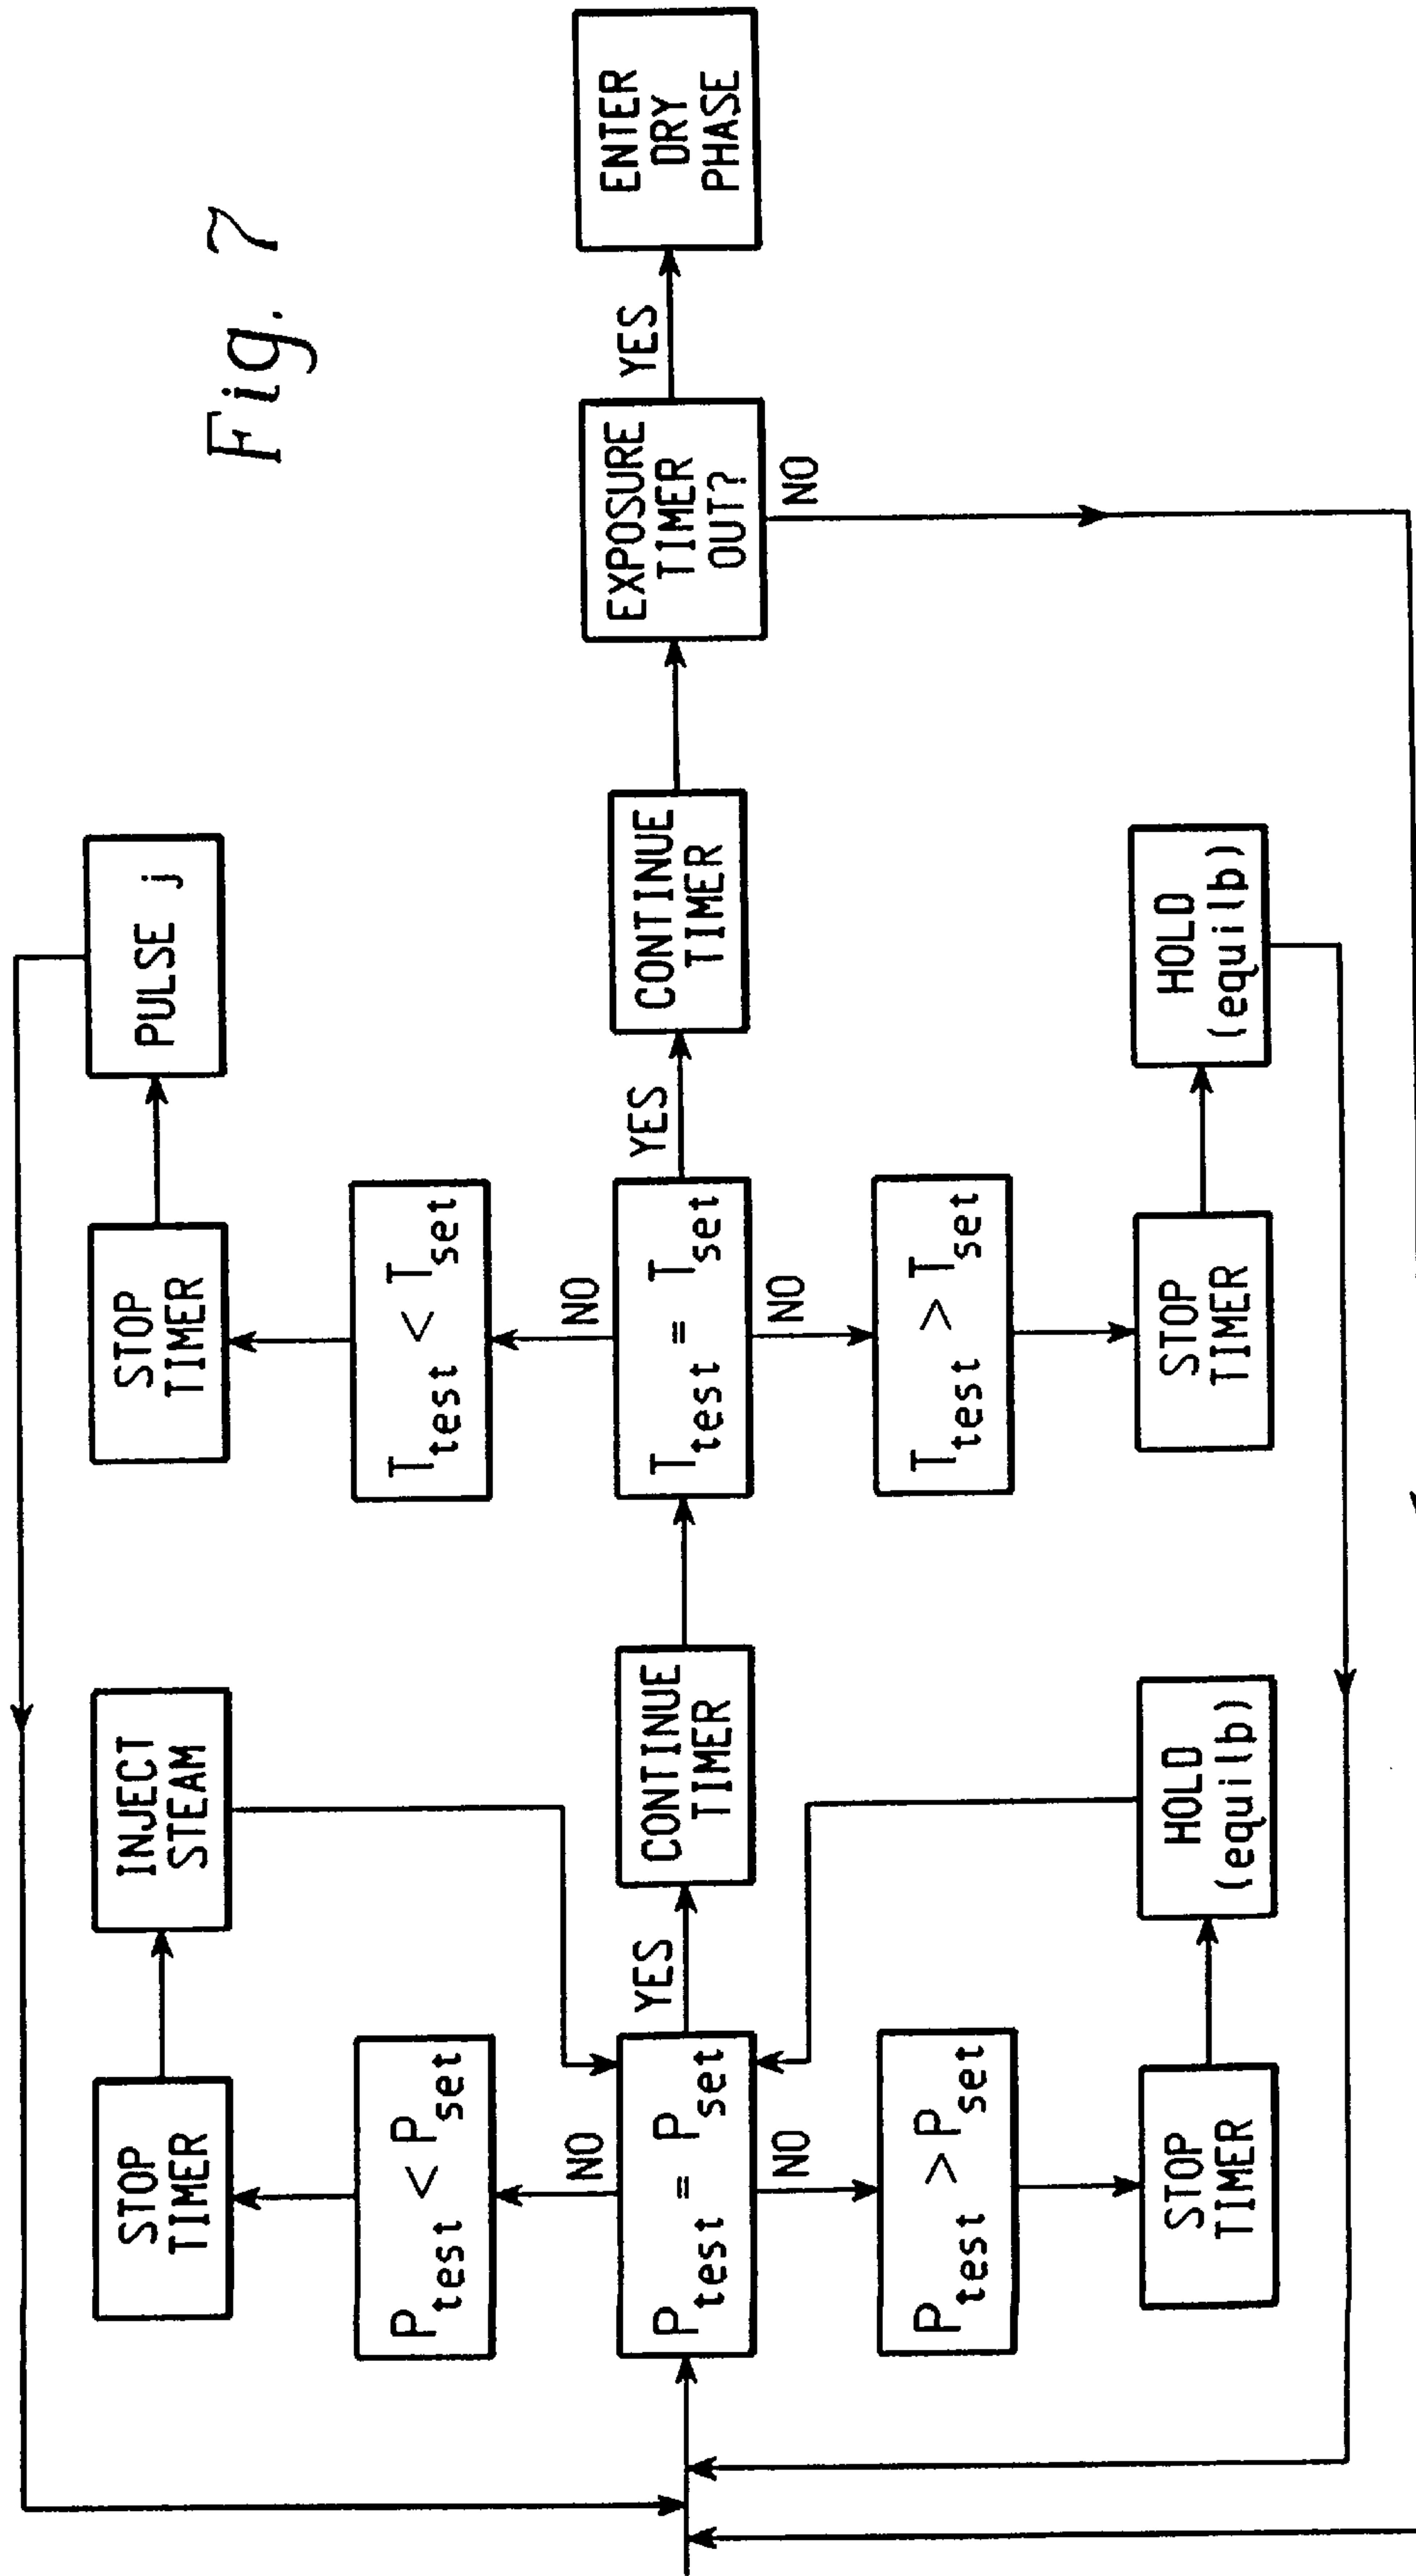 Fig. 7
STOP
TIMER
INJECT
STEAM
STOP
TIMER
PULSE j
P_test < P_set
T_test < T_set
NO
NO
P_test = P_set
YES
CONTINUE
TIMER
T_test = T_set
YES
CONTINUE
TIMER
EXPOSURE
TIMER
OUT?
YES
ENTER
DRY
PHASE
NO
NO
NO
P_test > P_set
T_test > T_set
STOP
TIMER
HOLD
(equilb)
STOP
TIMER
HOLD
(equilb)